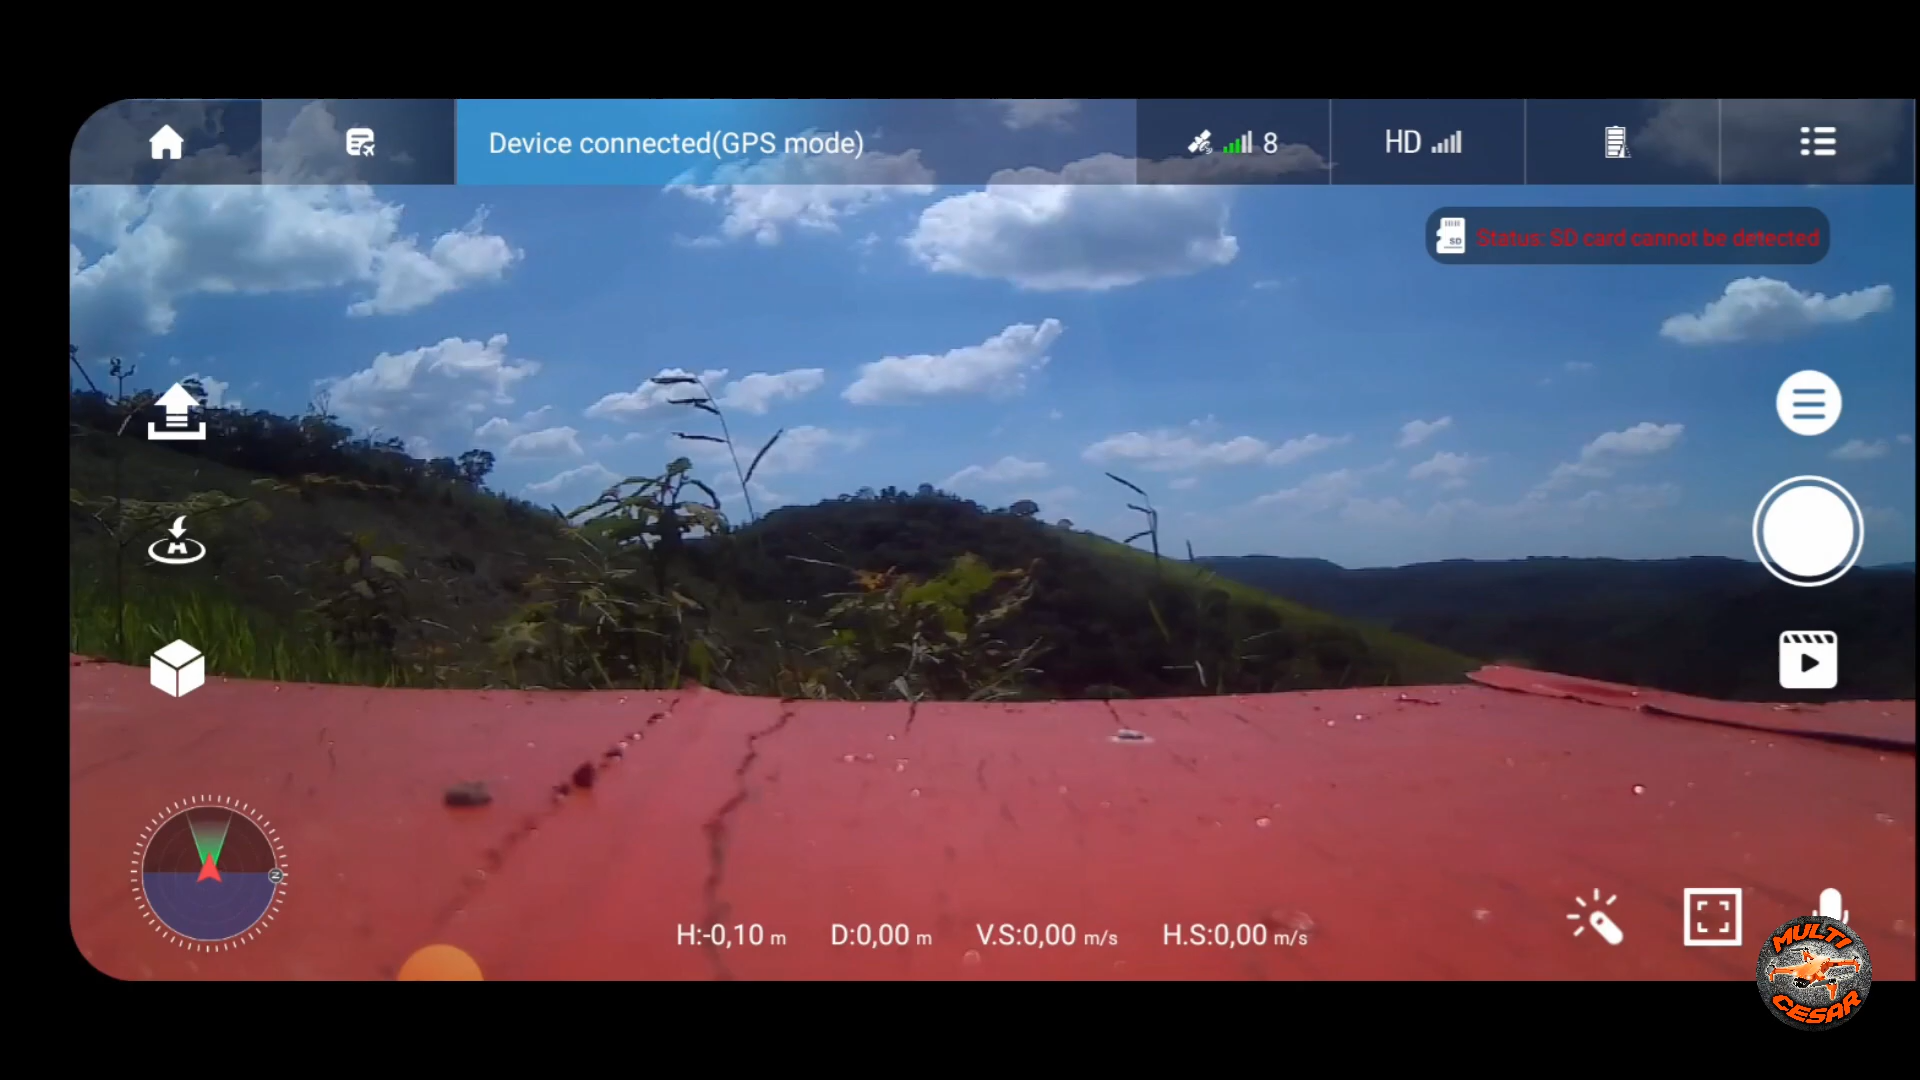 Device connected(GPS mode)
8
HD
SD
Status: SD card cannot be detected
H
N
H:-0,10 m D:0,00 m V.S:0,00 m/s H.S:0,00 m/s
MULTI
CESAR